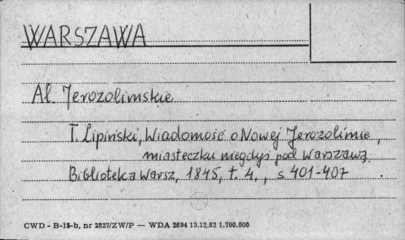 WARSZAWA
Al. Jerozolimskie
T. Lipiński, Wiadomość o Nowej Jerozolimie,
miasteczku niegdyś pod Warszawą.
Biblioteka Warsz, 1845, t. 4., s 401-407.
CWD - B-15-b, nr 2827/ZW/P — WDA 2694 13.12.62 1.700.000